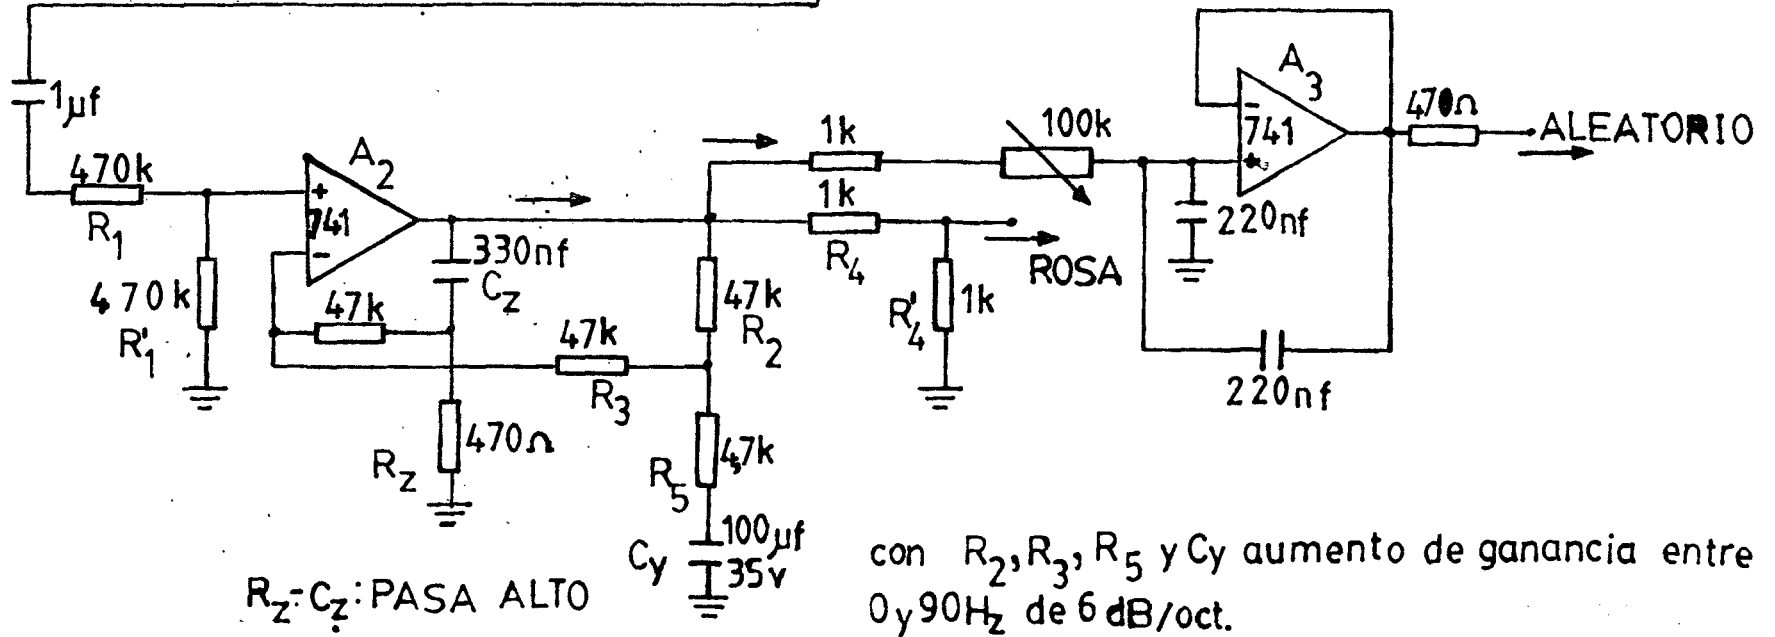 1µf
470k
R1
470k
R'1
A2
+
741
-
330nf
Cz
47k
47k
R3
470Ω
Rz
47k
R2
4,7k
R5
100µf
35v
Cy
1k
1k
R4
R'4
1k
ROSA
100k
A3
-
741
+
220nf
220nf
470Ω
ALEATORIO
Rz-Cz: PASA ALTO
con R2, R3, R5 y Cy aumento de ganancia entre
0 y 90Hz de 6 dB/oct.